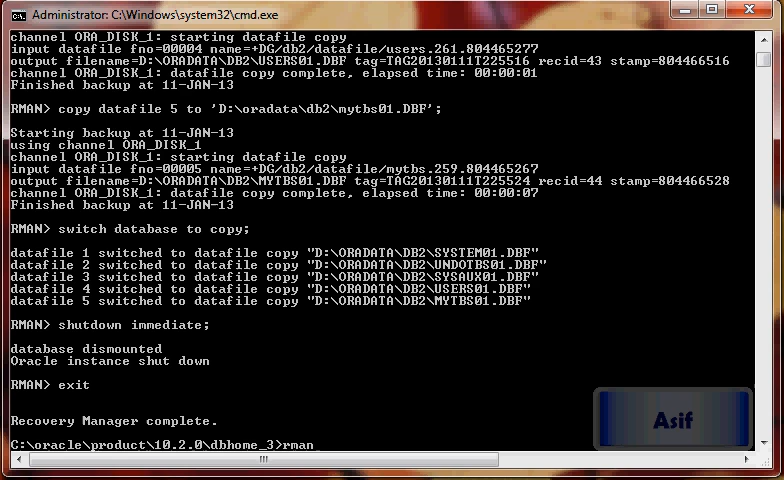 Administrator: C:\Windows\system32\cmd.exe
channel ORA_DISK_1: starting datafile copy
input datafile fno=00004 name=+DG/db2/datafile/users.261.804465277
output filename=D:\ORADATA\DB2\USERS01.DBF tag=TAG20130111T225516 recid=43 stamp=804466516
channel ORA_DISK_1: datafile copy complete, elapsed time: 00:00:01
Finished backup at 11-JAN-13
RMAN> copy datafile 5 to 'D:\oradata\db2\mytbs01.DBF';
Starting backup at 11-JAN-13
using channel ORA_DISK_1
channel ORA_DISK_1: starting datafile copy
input datafile fno=00005 name=+DG/db2/datafile/mytbs.259.804465267
output filename=D:\ORADATA\DB2\MYTBS01.DBF tag=TAG20130111T225524 recid=44 stamp=804466528
channel ORA_DISK_1: datafile copy complete, elapsed time: 00:00:07
Finished backup at 11-JAN-13
RMAN> switch database to copy;
datafile 1 switched to datafile copy "D:\ORADATA\DB2\SYSTEM01.DBF"
datafile 2 switched to datafile copy "D:\ORADATA\DB2\UNDOTBS01.DBF"
datafile 3 switched to datafile copy "D:\ORADATA\DB2\SYSAUX01.DBF"
datafile 4 switched to datafile copy "D:\ORADATA\DB2\USERS01.DBF"
datafile 5 switched to datafile copy "D:\ORADATA\DB2\MYTBS01.DBF"
RMAN> shutdown immediate;
database dismounted
Oracle instance shut down
RMAN> exit
Recovery Manager complete.
C:\oracle\product\10.2.0\dbhome_3>rman
Asif